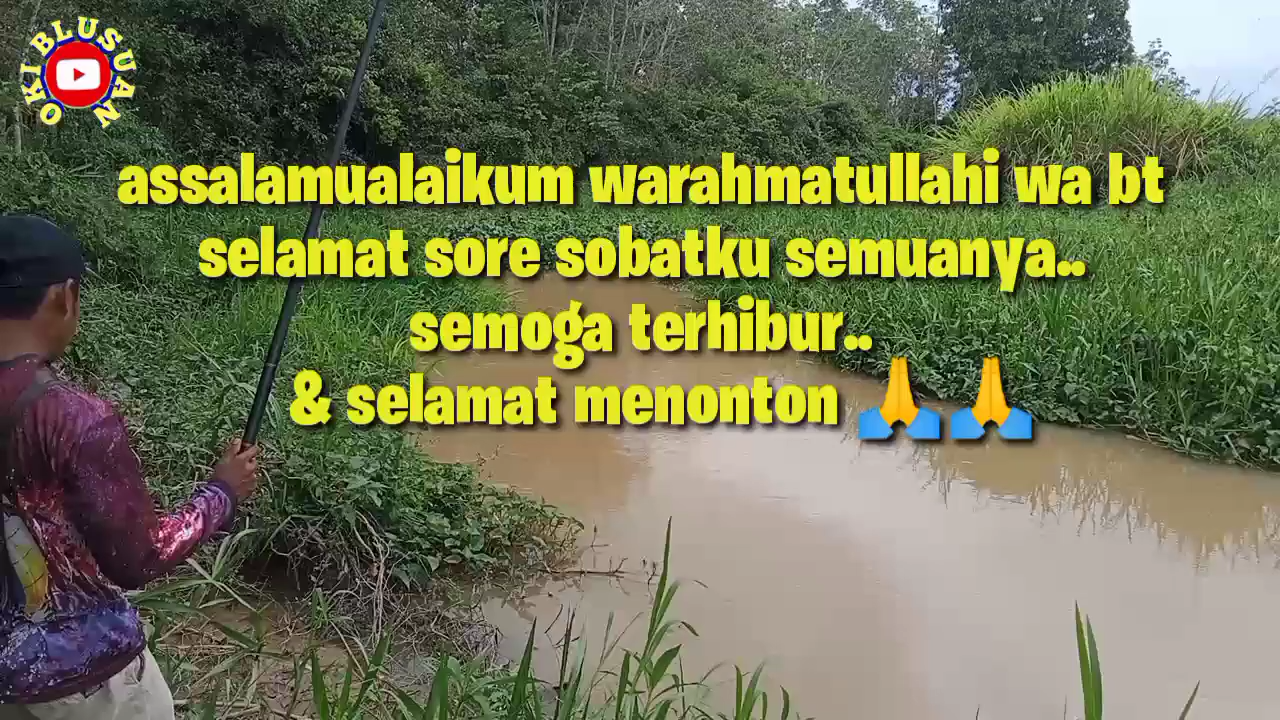 OKI BLUSUAN
assalamualaikum warahmatullahi wa bt
selamat sore sobatku semuanya..
semoga terhibur..
& selamat menonton 🙏🙏